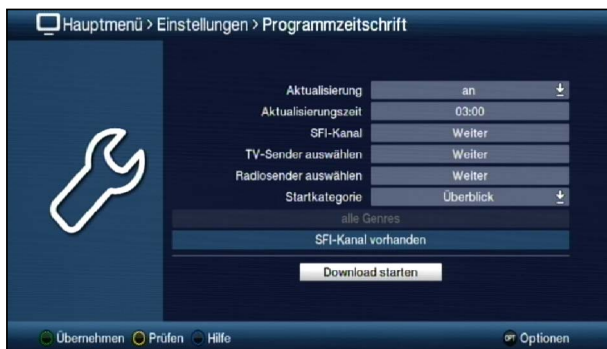 Hauptmenü > Einstellungen > Programmzeitschrift
Aktualisierung an
Aktualisierungszeit 03:00
SFI-Kanal Weiter
TV-Sender auswählen Weiter
Radiosender auswählen Weiter
Startkategorie Überblick
alle Genres
SFI-Kanal vorhanden
Download starten
Übernehmen Prüfen Hilfe OPT Optionen